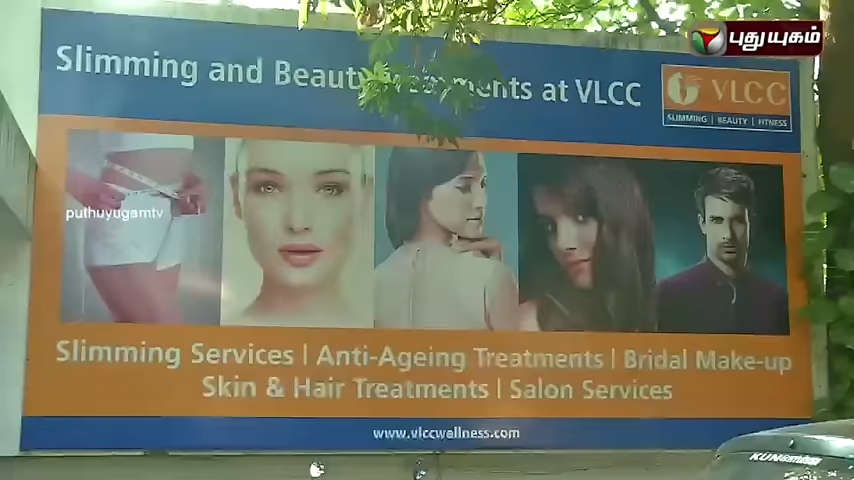 புதுயுகம்
Slimming and Beauty Treatments at VLCC
VLCC
SLIMMING | BEAUTY | FITNESS
puthuyugamtv
Slimming Services | Anti-Ageing Treatments | Bridal Make-up
Skin & Hair Treatments | Salon Services
www.vlccwellness.com